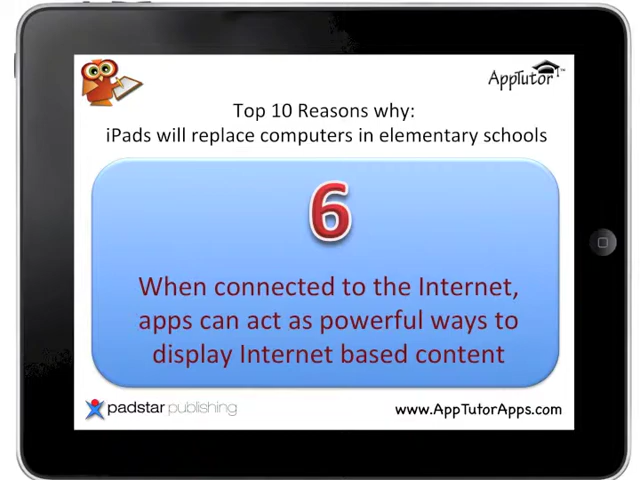 AppTutor™
Top 10 Reasons why:
iPads will replace computers in elementary schools
6
When connected to the Internet,
apps can act as powerful ways to
display Internet based content
padstar publishing
www.AppTutorApps.com